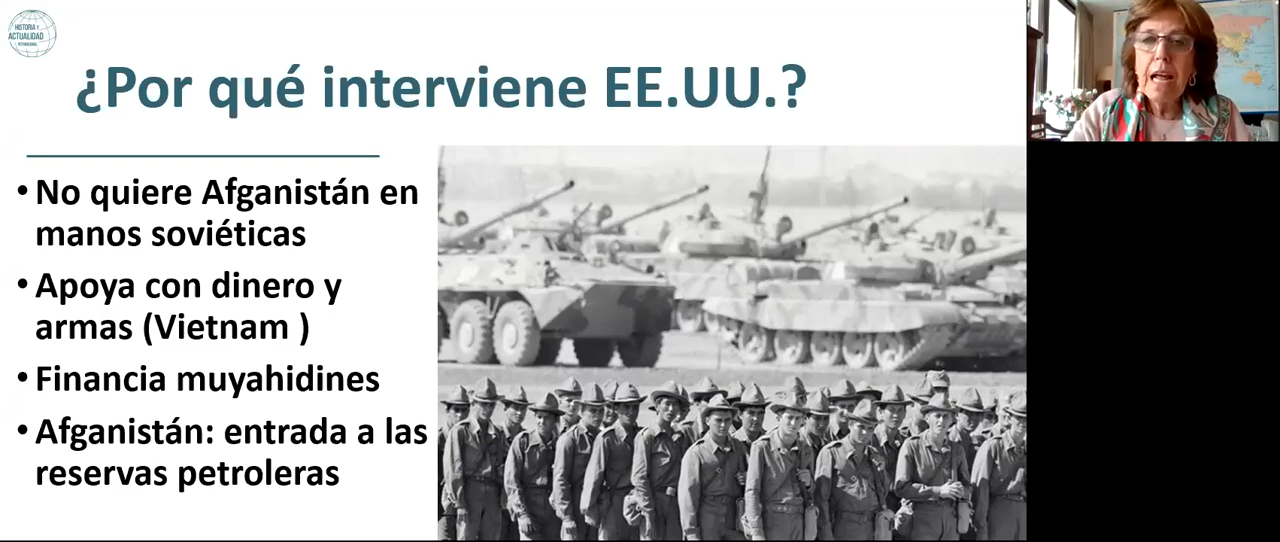 HISTORIA Y
ACTUALIDAD
INTERNACIONAL
¿Por qué interviene EE.UU.?
• No quiere Afganistán en
manos soviéticas
• Apoya con dinero y
armas (Vietnam )
• Financia muyahidines
• Afganistán: entrada a las
reservas petroleras